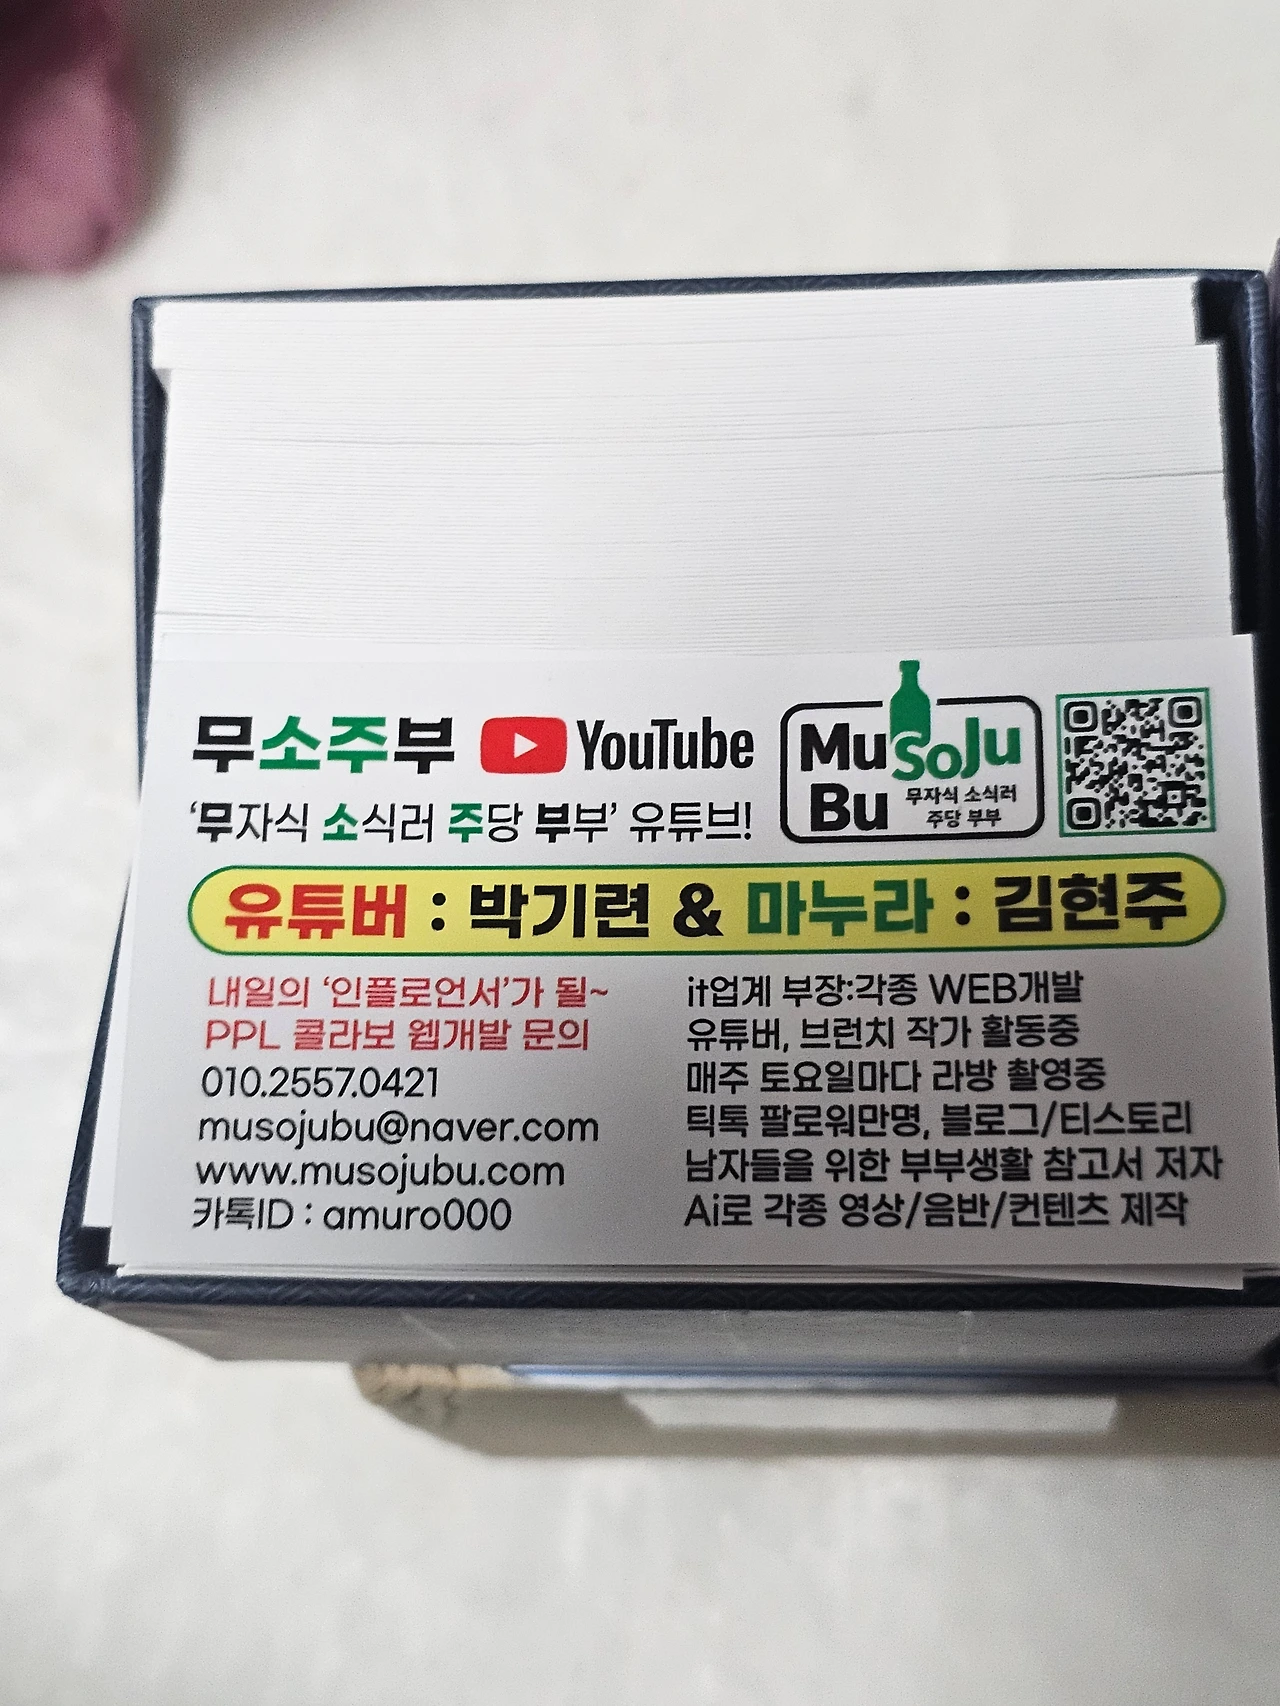 무소주부 YouTube
'무자식 소식러 주당 부부' 유튜브!
MuSoJu
Bu 무자식 소식러
주당 부부
유튜버 : 박기련 & 마누라 : 김현주
내일의 '인플로언서'가 될~
PPL 콜라보 웹개발 문의
010.2557.0421
musojubu@naver.com
www.musojubu.com
카톡ID : amuro000
it업계 부장:각종 WEB개발
유튜버, 브런치 작가 활동중
매주 토요일마다 라방 촬영중
틱톡 팔로워만명, 블로그/티스토리
남자들을 위한 부부생활 참고서 저자
Ai로 각종 영상/음반/컨텐츠 제작